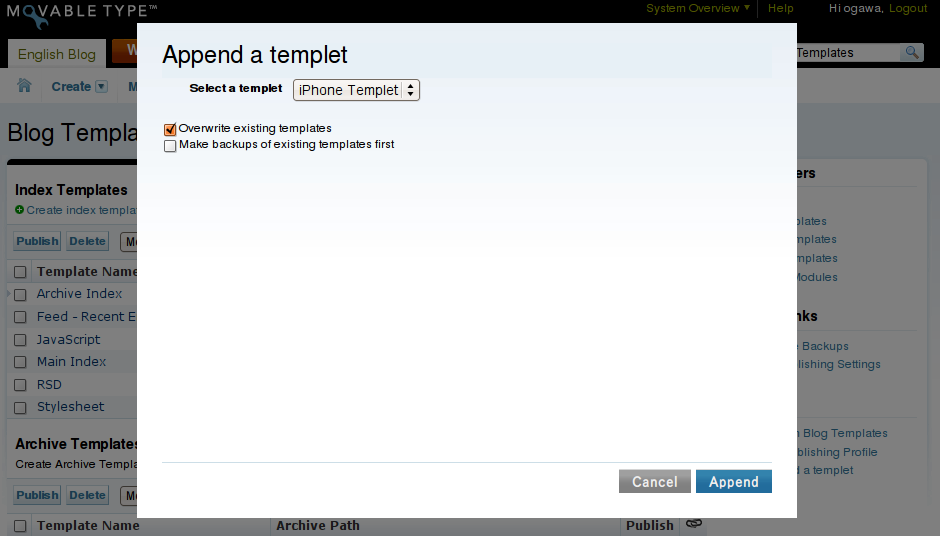 MOVABLE TYPE™
System Overview
Help
Hi ogawa, Logout
English Blog
W
Templates
Create
M
Append a templet
Select a templet
iPhone Templet
Overwrite existing templates
Make backups of existing templates first
Cancel
Append
Blog Templa
Index Templates
Create index templa
Publish
Delete
Mo
Template Name
Archive Index
Feed - Recent E
JavaScript
Main Index
RSD
Stylesheet
Archive Templates
Create Archive Templa
Publish
Delete
Mo
Template Name
Archive Path
Publish
ers
plates
mplates
mplates
Modules
nks
e Backups
lishing Settings
h Blog Templates
blishing Profile
d a templet